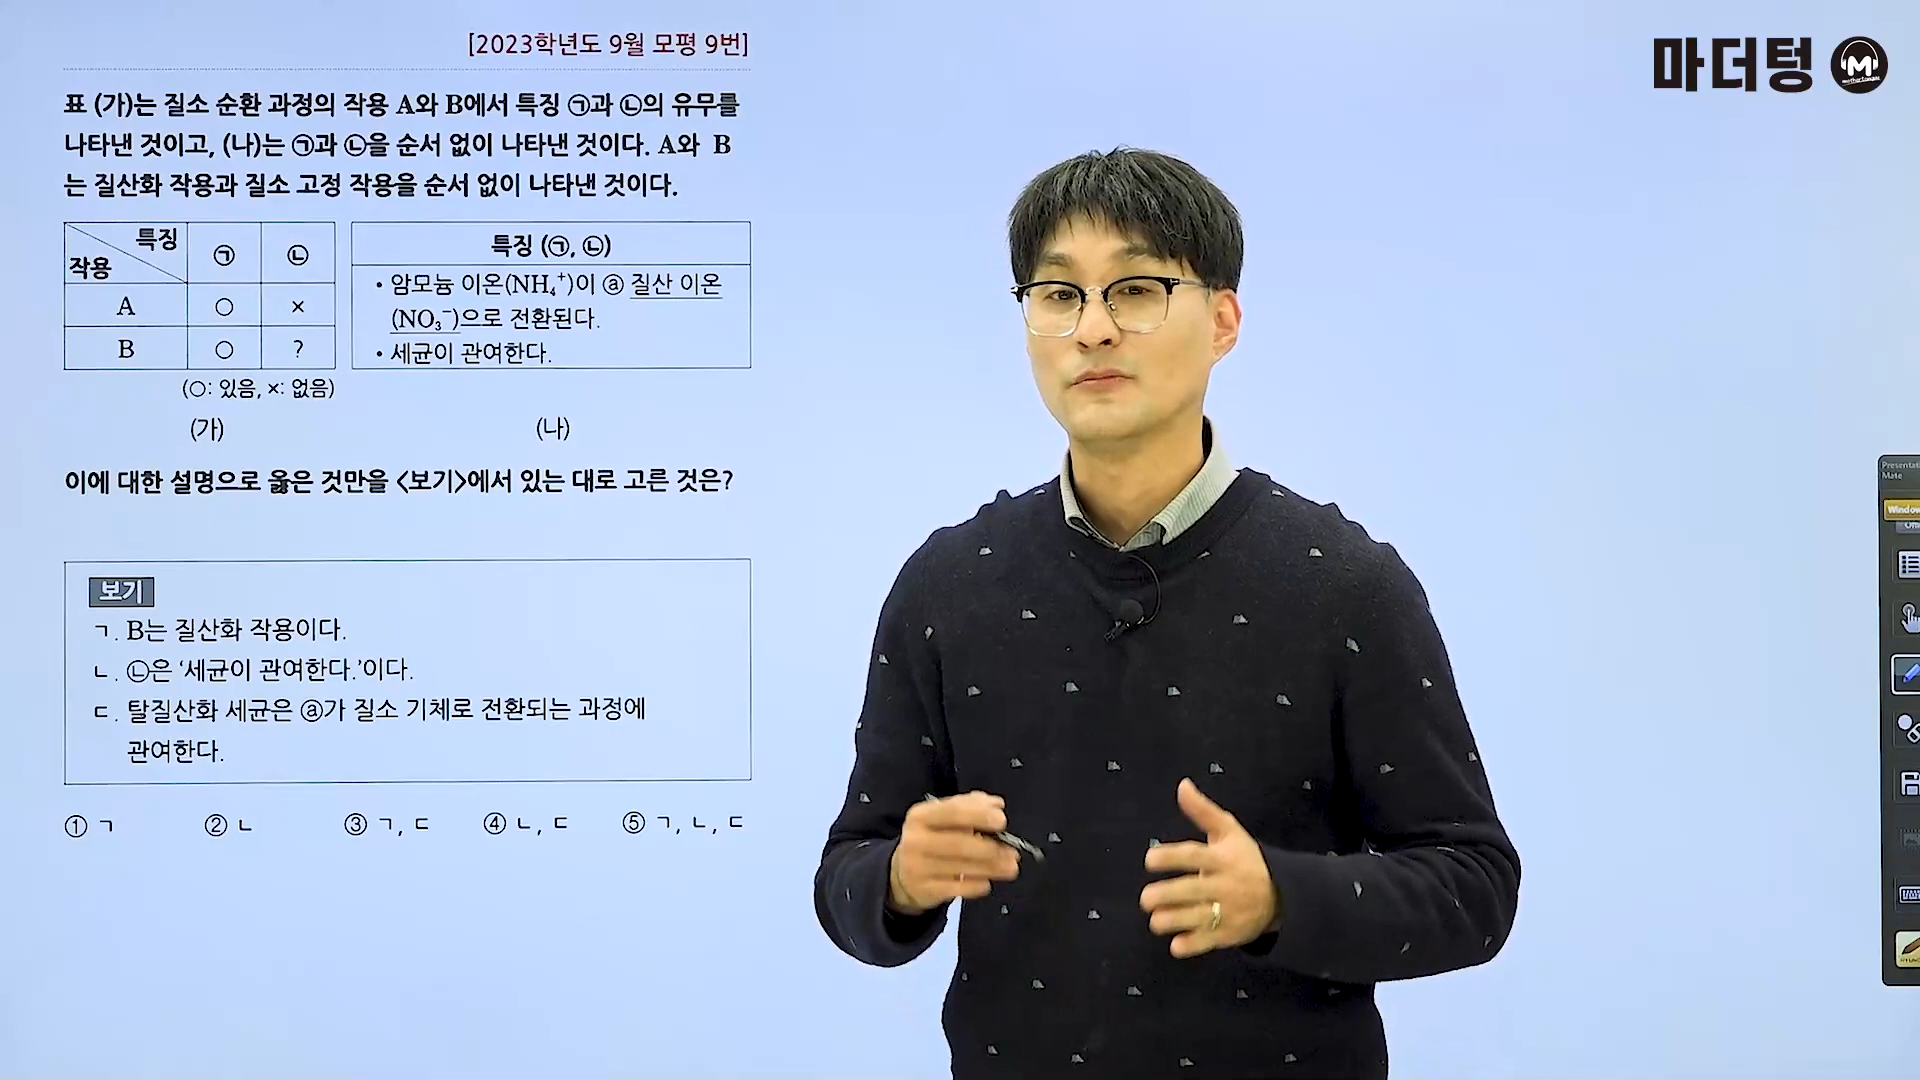 [2023학년도 9월 모평 9번]
마더텅 M
표 (가)는 질소 순환 과정의 작용 A와 B에서 특징 ㉠과 ㉡의 유무를
나타낸 것이고, (나)는 ㉠과 ㉡을 순서 없이 나타낸 것이다. A와 B
는 질산화 작용과 질소 고정 작용을 순서 없이 나타낸 것이다.
특징
작용 ㉠ ㉡
A ○ ×
B ○ ?
(○: 있음, ×: 없음)
(가)
특징 (㉠, ㉡)
• 암모늄 이온(NH₄⁺)이 ⓐ 질산 이온
(NO₃⁻)으로 전환된다.
• 세균이 관여한다.
(나)
이에 대한 설명으로 옳은 것만을 <보기>에서 있는 대로 고른 것은?
보기
ㄱ. B는 질산화 작용이다.
ㄴ. ㉡은 ‘세균이 관여한다.’이다.
ㄷ. 탈질산화 세균은 ⓐ가 질소 기체로 전환되는 과정에
관여한다.
① ㄱ ② ㄴ ③ ㄱ, ㄷ ④ ㄴ, ㄷ ⑤ ㄱ, ㄴ, ㄷ
Mate
Window